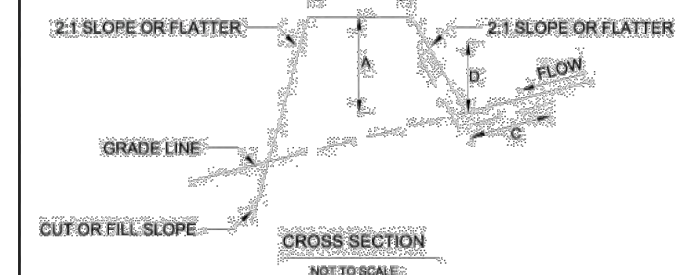 2:1 SLOPE OR FLATTER
2:1 SLOPE OR FLATTER
A
D
FLOW
C
GRADE LINE
CUT OR FILL SLOPE
CROSS SECTION
NOT TO SCALE